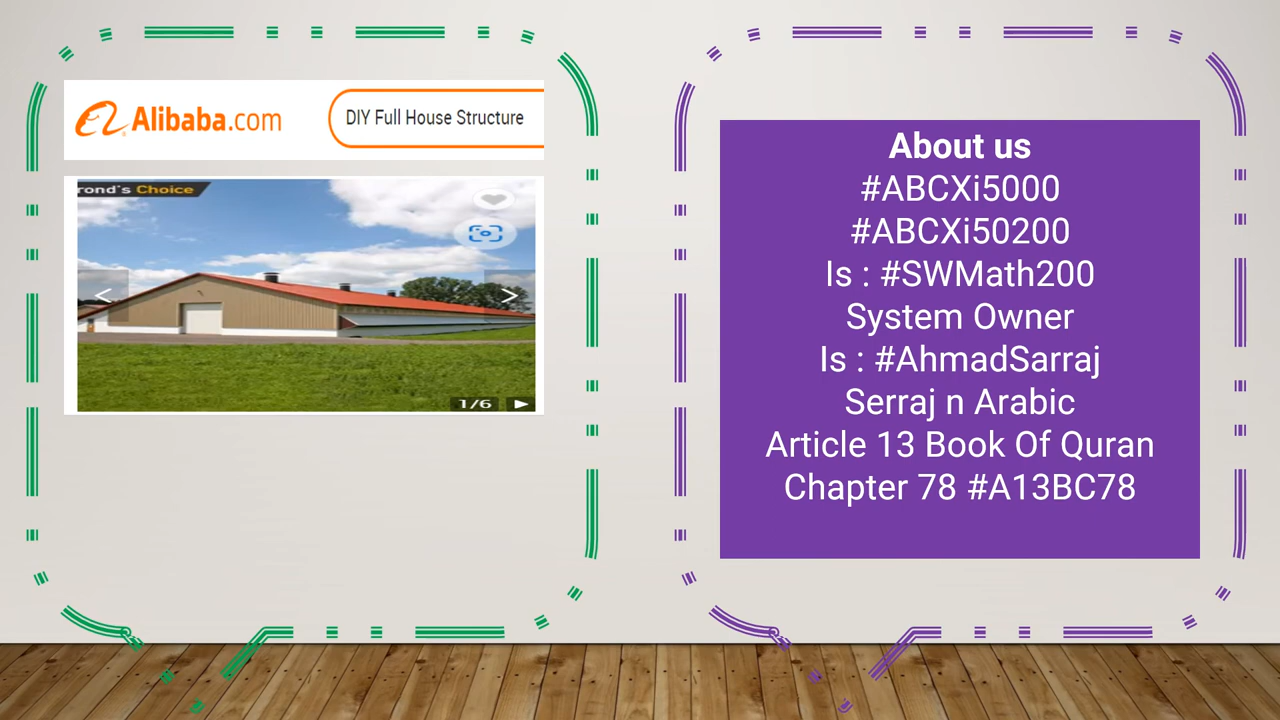 Alibaba.com
DIY Full House Structure
rond's Choice
1/6
About us
#ABCXi5000
#ABCXi50200
Is : #SWMath200
System Owner
Is : #AhmadSarraj
Serraj n Arabic
Article 13 Book Of Quran
Chapter 78 #A13BC78